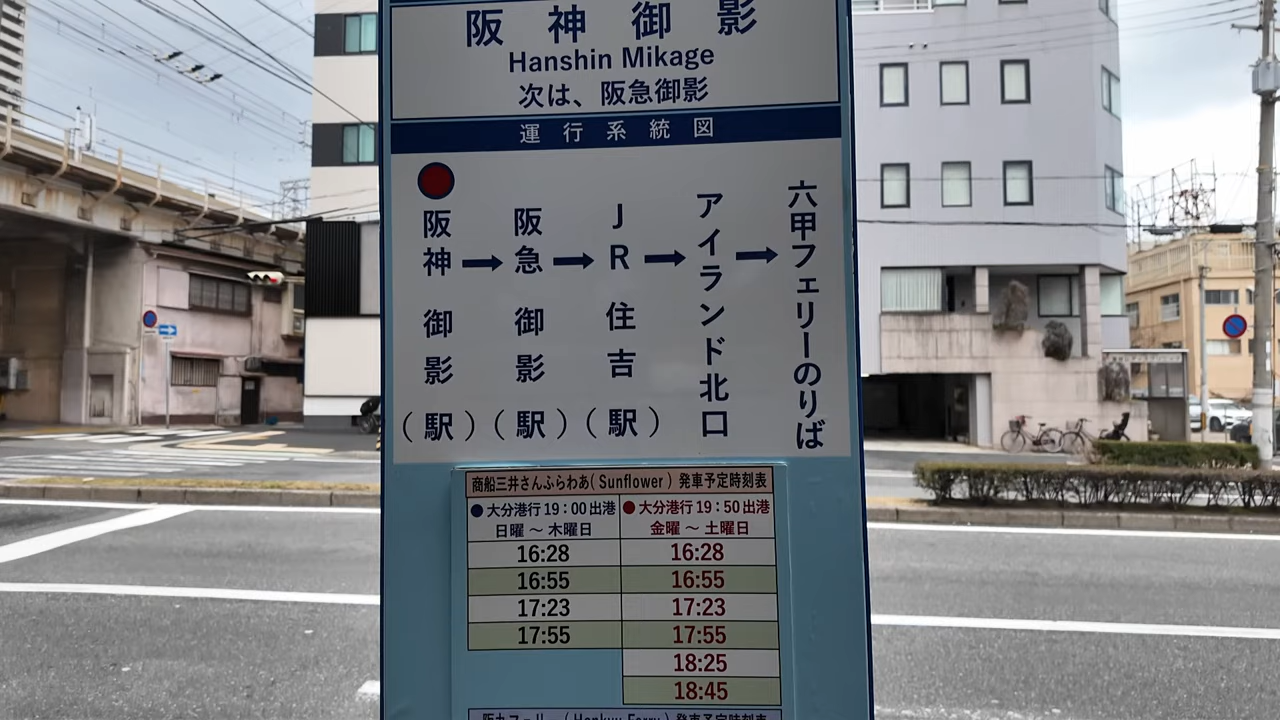 阪神御影
Hanshin Mikage
次は、阪急御影
運行系統図
阪神御影(駅)
阪急御影(駅)
JR住吉(駅)
アイランド北口
六甲フェリーのりば
商船三井さんふらわあ(Sunflower)発車予定時刻表
大分港行19:00出港
日曜～木曜日
大分港行19:50出港
金曜～土曜日
16:28 16:28
16:55 16:55
17:23 17:23
17:55 17:55
18:25
18:45